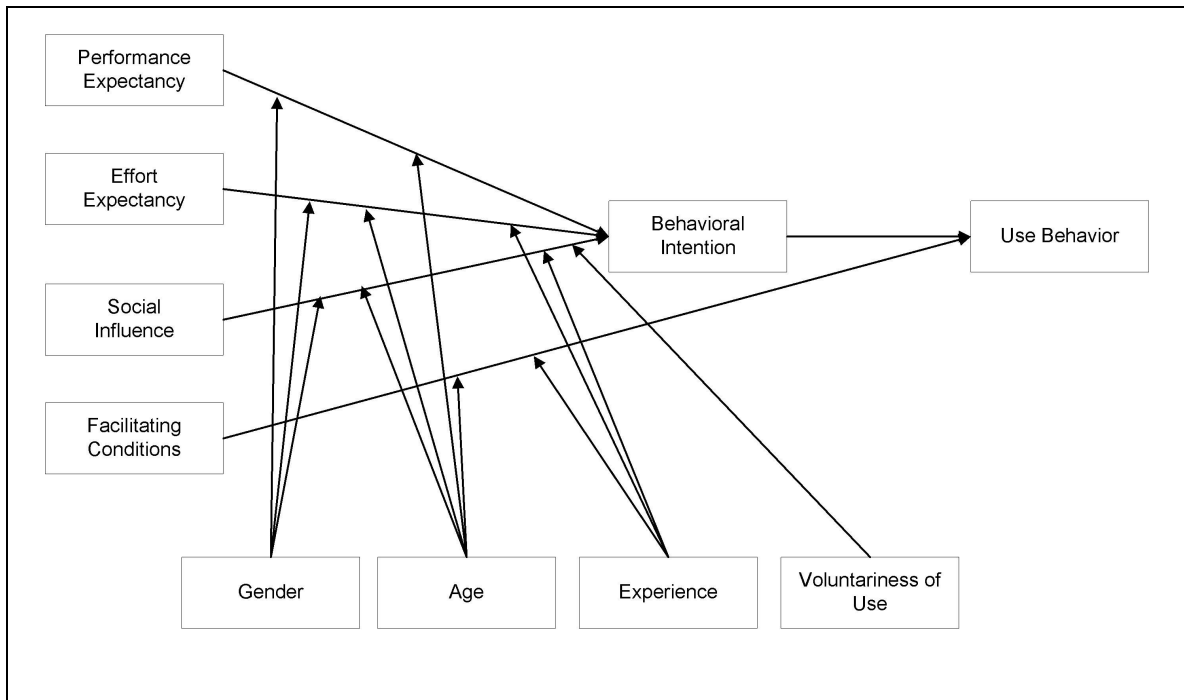 Performance
Expectancy
Effort
Expectancy
Social
Influence
Facilitating
Conditions
Behavioral
Intention
Use Behavior
Gender
Age
Experience
Voluntariness of
Use